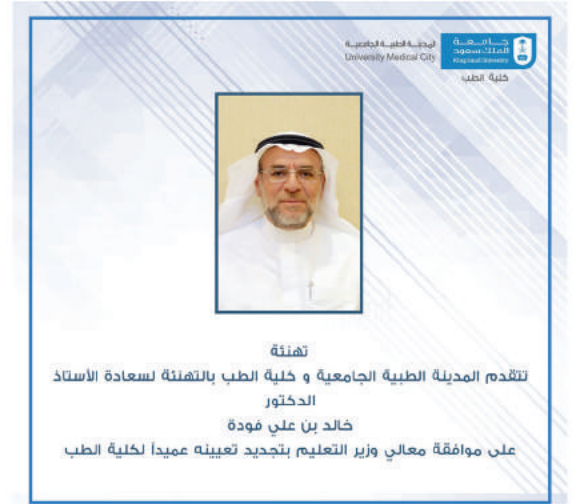 المدينة الطبية الجامعية
University Medical City
جامعة
الملك سعود
King Saud University
كلية الطب
تهنئة
تتقدم المدينة الطبية الجامعية و كلية الطب بالتهنئة لسعادة الأستاذ
الدكتور
خالد بن علي فودة
على موافقة معالي وزير التعليم بتجديد تعيينه عميداً لكلية الطب